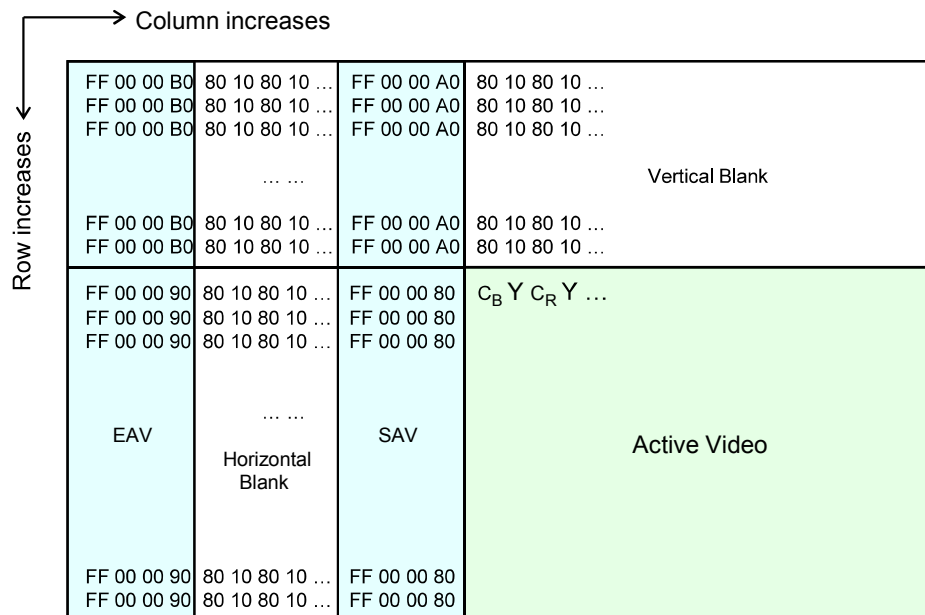 Column increases
Row increases
FF 00 00 B0 80 10 80 10 ... FF 00 00 A0 80 10 80 10 ...
FF 00 00 B0 80 10 80 10 ... FF 00 00 A0 80 10 80 10 ...
FF 00 00 B0 80 10 80 10 ... FF 00 00 A0 80 10 80 10 ...
... ... Vertical Blank
FF 00 00 B0 80 10 80 10 ... FF 00 00 A0 80 10 80 10 ...
FF 00 00 B0 80 10 80 10 ... FF 00 00 A0 80 10 80 10 ...
FF 00 00 90 80 10 80 10 ... FF 00 00 80 CB Y CR Y ...
FF 00 00 90 80 10 80 10 ... FF 00 00 80
FF 00 00 90 80 10 80 10 ... FF 00 00 80
... ...
EAV SAV Active Video
Horizontal
Blank
FF 00 00 90 80 10 80 10 ... FF 00 00 80
FF 00 00 90 80 10 80 10 ... FF 00 00 80